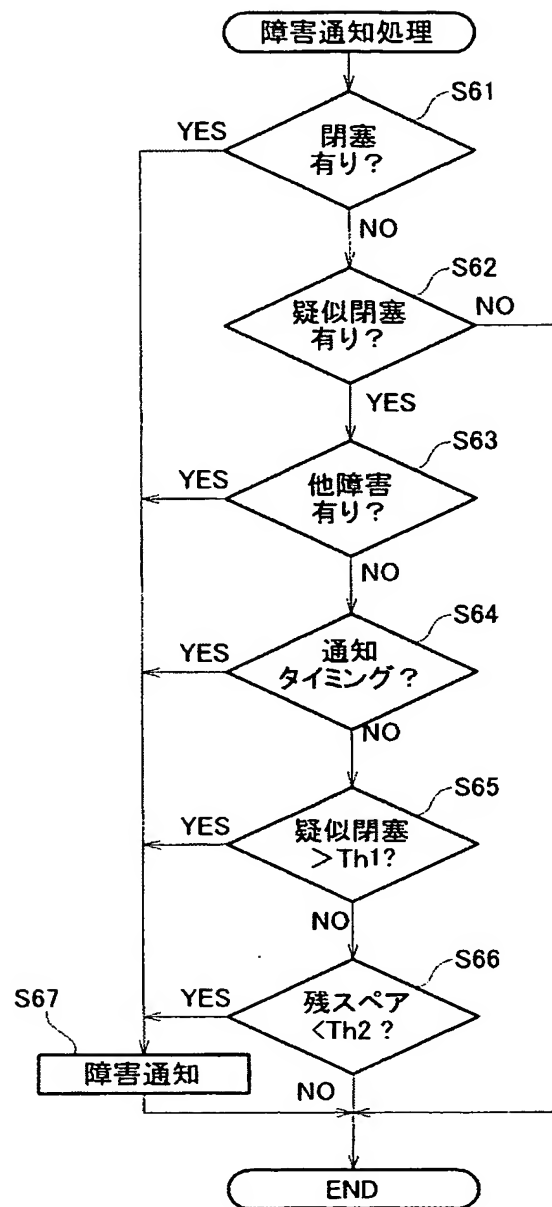 障害通知処理
S61
YES
閉塞
有り？
NO
S62
NO
疑似閉塞
有り？
YES
S63
YES
他障害
有り？
NO
S64
YES
通知
タイミング？
NO
S65
YES
疑似閉塞
＞Th1?
NO
S66
YES
残スペア
<Th2？
S67
障害通知
NO
END